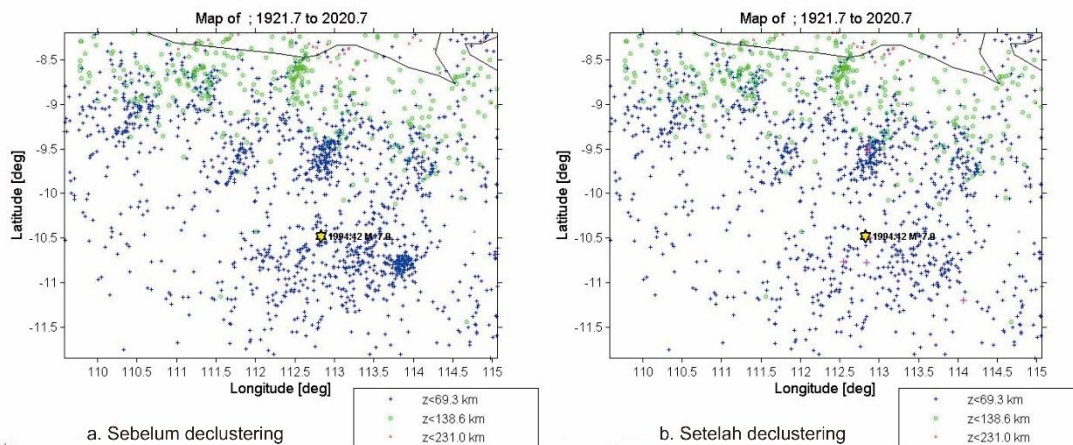 Map of ; 1921.7 to 2020.7
-8.5
-9
-9.5
-10
-10.5
-11
-11.5
Latitude [deg]
1994.42 M=7.8
110 110.5 111 111.5 112 112.5 113 113.5 114 114.5 115
Longitude [deg]
z<69.3 km
z<138.6 km
z<231.0 km
a. Sebelum declustering
Map of ; 1921.7 to 2020.7
-8.5
-9
-9.5
-10
-10.5
-11
-11.5
Latitude [deg]
1994.42 M=7.8
110 110.5 111 111.5 112 112.5 113 113.5 114 114.5 115
Longitude [deg]
z<69.3 km
z<138.6 km
z<231.0 km
b. Setelah declustering